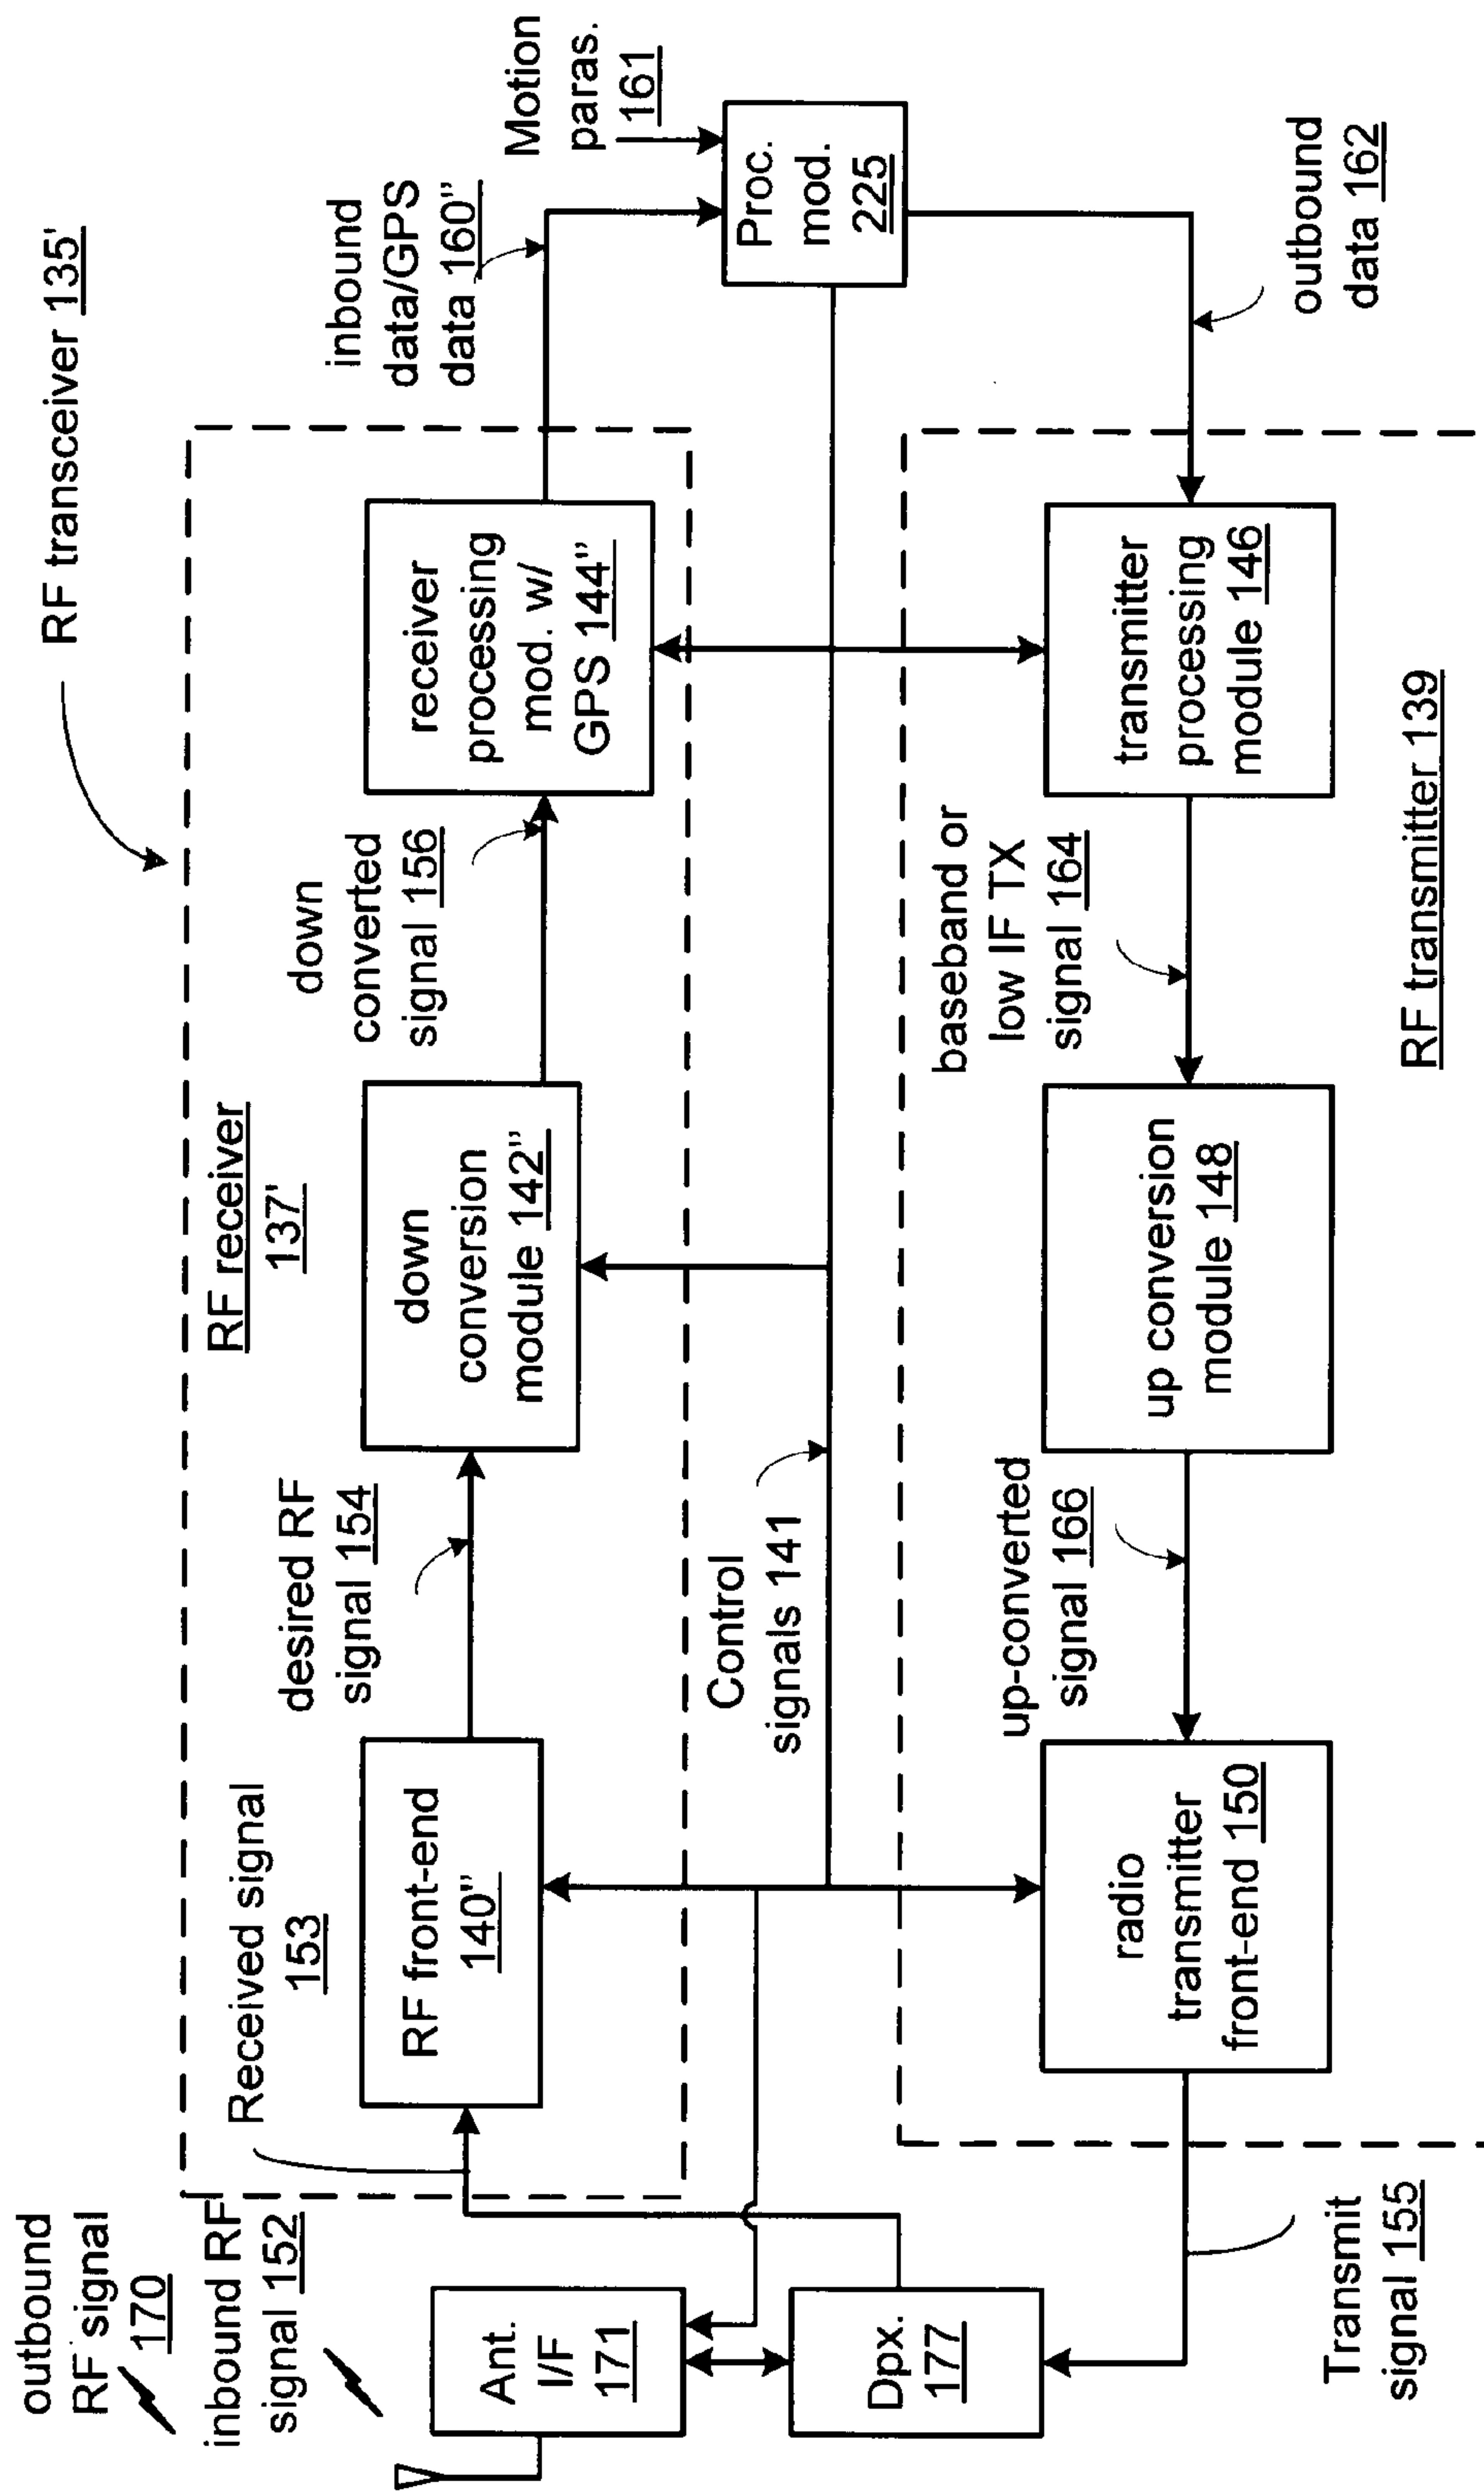 RF transceiver 135'
outbound
RF signal
170
inbound RF
signal 152
Received signal
153
RF receiver
137'
desired RF
signal 154
down
converted
signal 156
inbound
data/GPS
data 160"
Motion
paras.
161
Ant.
I/F
171
RF front-end
140"
down
conversion
module 142"
receiver
processing
mod. w/
GPS 144"
Proc.
mod.
225
Control
signals 141
Dpx.
177
up-converted
signal 166
baseband or
low IF TX
signal 164
radio
transmitter
front-end 150
up conversion
module 148
transmitter
processing
module 146
outbound
data 162
Transmit
signal 155
RF transmitter 139